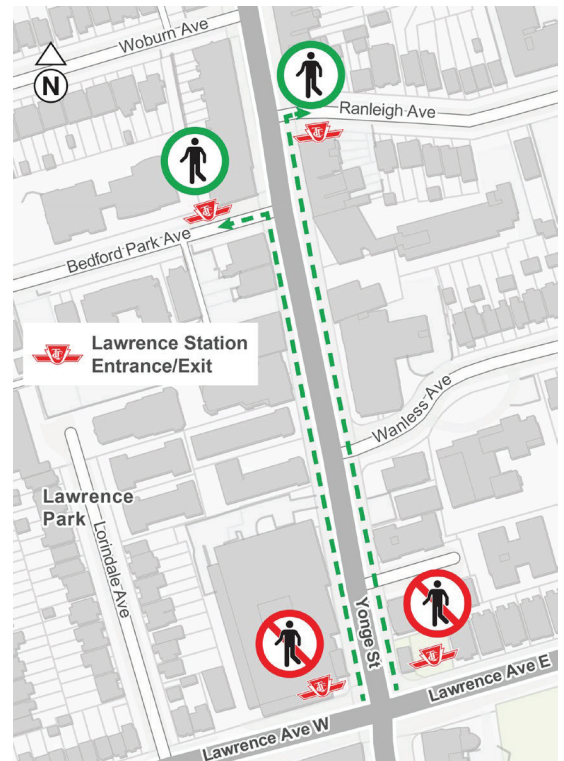 Woburn Ave
N
Ranleigh Ave
Bedford Park Ave
Lawrence Station
Entrance/Exit
Wanless Ave
Lawrence
Park
Lorindale Ave
Yonge St
Lawrence Ave E
Lawrence Ave W